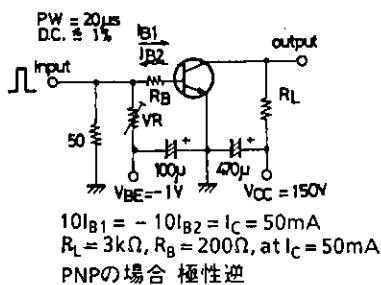 PW = 20μs
D.C. ≦ 1%
IB1
IB2
output
input
RB
VR
RL
50
100μ
470μ
+
+
VBE=-1V
VCC=150V
10IB1 = - 10IB2 = IC = 50mA
RL = 3kΩ, RB = 200Ω, at IC = 50mA
PNPの場合 極性逆